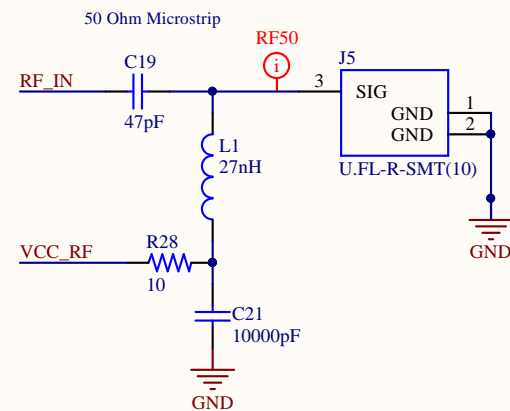 50 Ohm Microstrip
RF50
i
C19
J5
RF_IN
3
SIG
1
GND
2
GND
47pF
L1
27nH
U.FL-R-SMT(10)
VCC_RF
R28
10
GND
C21
10000pF
GND